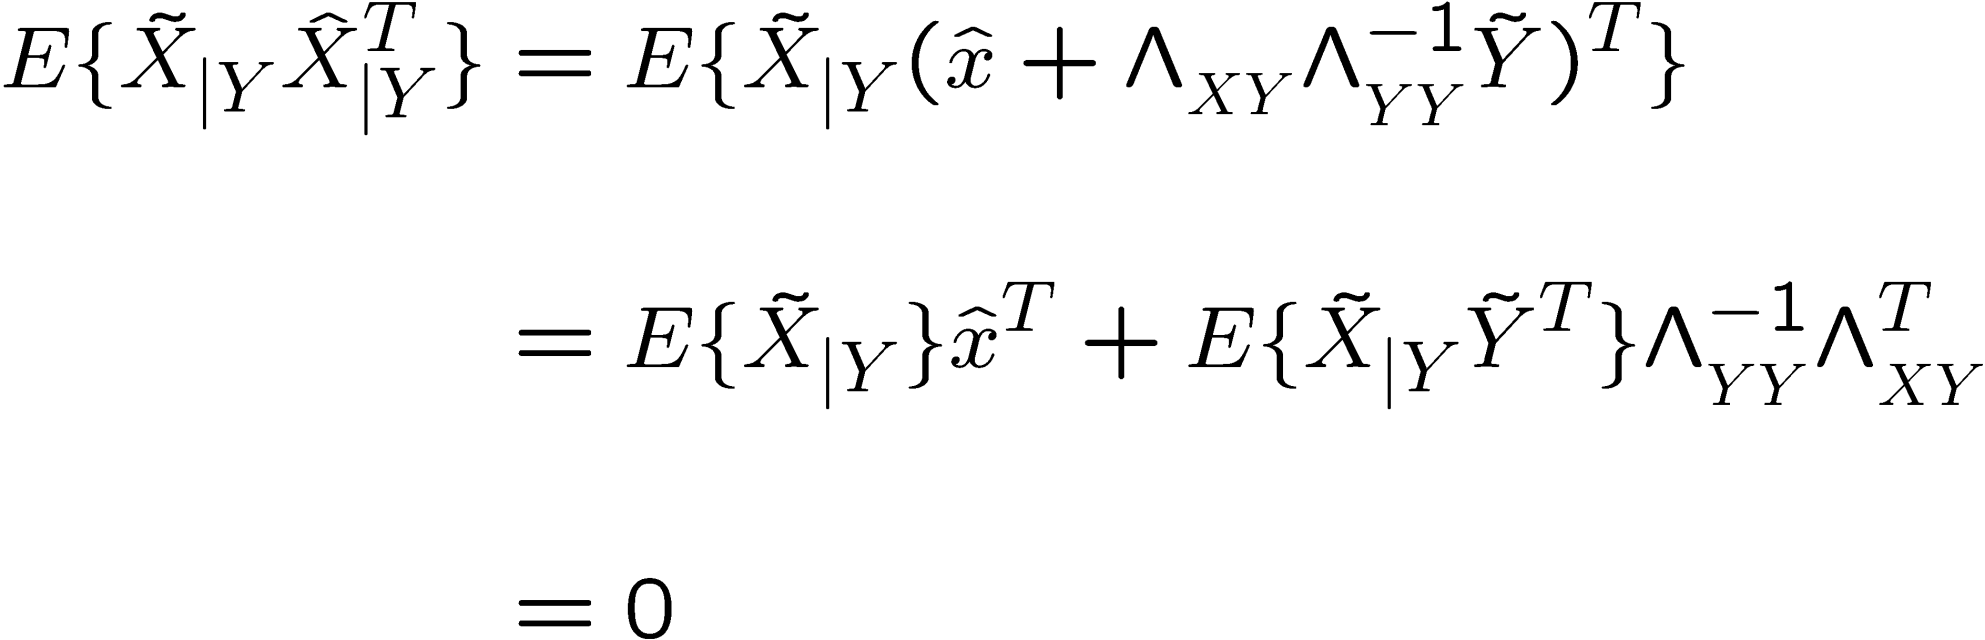 E\{\tilde{X}_{|Y} \hat{X}_{|Y}^T\} = E\{\tilde{X}_{|Y} (\hat{x} + \Lambda_{XY} \Lambda_{YY}^{-1} \tilde{Y})^T\}
= E\{\tilde{X}_{|Y}\} \hat{x}^T + E\{\tilde{X}_{|Y} \tilde{Y}^T\} \Lambda_{YY}^{-1} \Lambda_{XY}^T
= 0